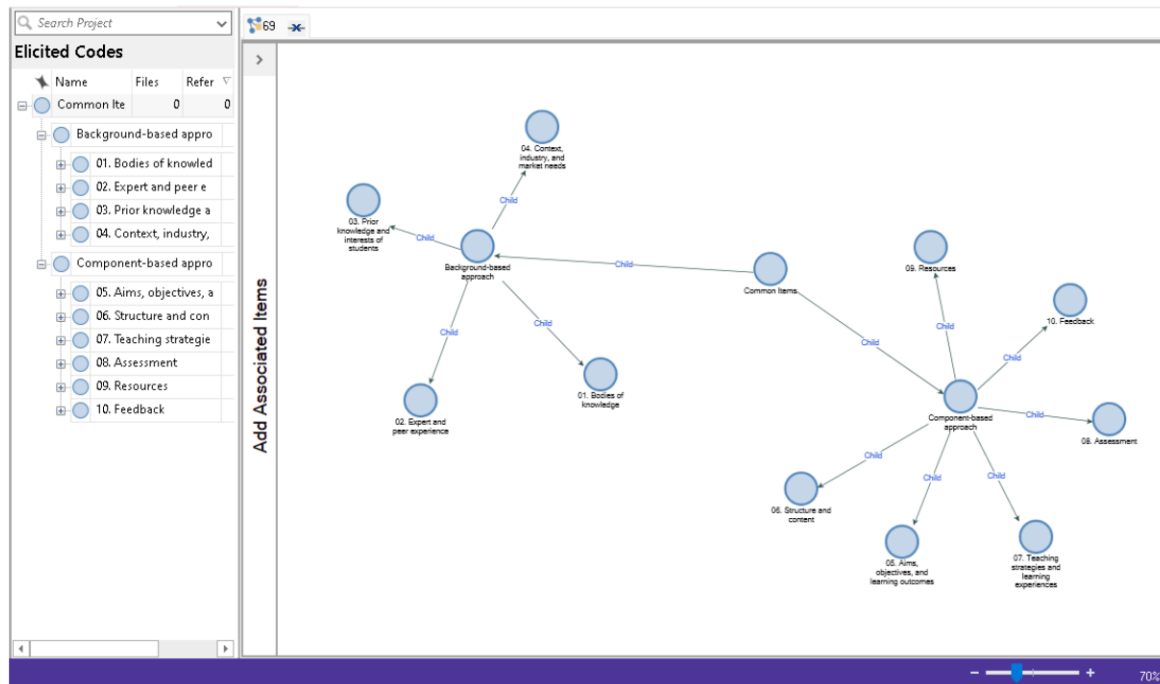 Search Project
Elicited Codes
Name Files Refer
Common Ite 0 0
Background-based appro
01. Bodies of knowled
02. Expert and peer e
03. Prior knowledge a
04. Context, industry,
Component-based appro
05. Aims, objectives, a
06. Structure and con
07. Teaching strategie
08. Assessment
09. Resources
10. Feedback
69
Add Associated Items
04. Context,
industry, and
market needs
Child
03. Prior
knowledge and
interests of
students
Child
Background-based
approach
Child
Common Items
Child
Child
02. Expert and
peer experience
01. Bodies of
knowledge
Child
09. Resources
Child
10. Feedback
Child
Component-based
approach
Child
08. Assessment
Child
06. Structure and
content
Child
05. Aims,
objectives, and
learning outcomes
Child
07. Teaching
strategies and
learning
experiences
70%